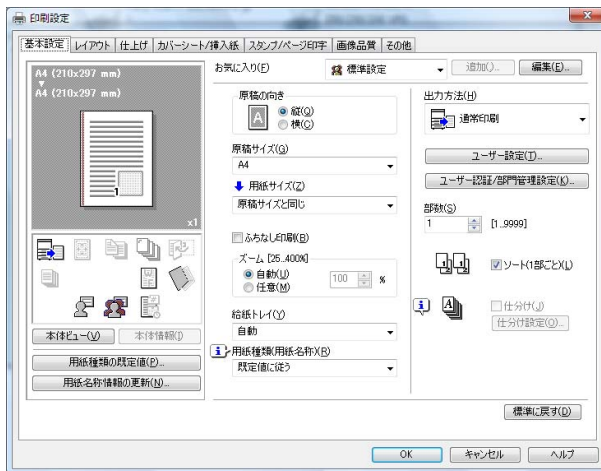 印刷設定
基本設定 レイアウト 仕上げ カバーシート/挿入紙 スタンプ/ページ印字 画像品質 その他
A4 (210x297 mm)
A4 (210x297 mm)
1
x1
本体ビュー(V) 本体情報(I)
用紙種類の既定値(P)...
用紙名称情報の更新(N)...
お気に入り(F) 標準設定 追加()... 編集(E)...
原稿の向き
A 縦(Q)
横(C)
原稿サイズ(G)
A4
用紙サイズ(Z)
原稿サイズと同じ
ふちなし印刷(B)
ズーム [25..400%]
自動(U)
任意(M)
100 %
給紙トレイ(Y)
自動
用紙種類(用紙名称)(R)
既定値に従う
出力方法(H)
通常印刷
ユーザー設定(T)...
ユーザー認証/部門管理設定(K)...
部数(S)
1 [1..9999]
ソート(1部ごと)(L)
仕分け(J)
仕分け設定(O)...
標準に戻す(D)
OK キャンセル ヘルプ